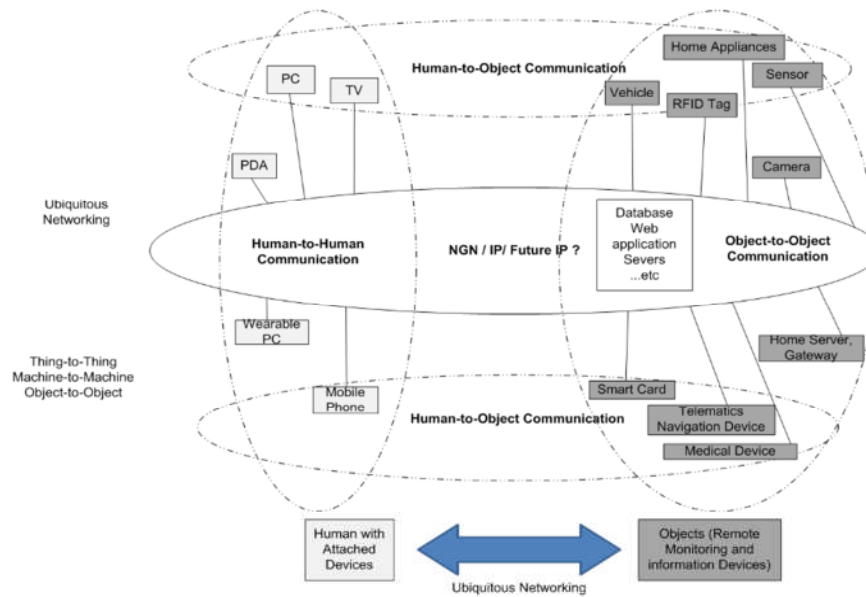 Home Appliances
Human-to-Object Communication
PC
Sensor
TV
Vehicle
RFID Tag
PDA
Camera
Ubiquitous
Networking
Database
Web
application
Severs
...etc
Human-to-Human
Communication
NGN / IP/ Future IP ?
Object-to-Object
Communication
Wearable
PC
Home Server,
Gateway
Thing-to-Thing
Machine-to-Machine
Object-to-Object
Mobile
Phone
Smart Card
Human-to-Object Communication
Telematics
Navigation Device
Medical Device
Human with
Attached
Devices
Objects (Remote
Monitoring and
information Devices)
Ubiquitous Networking